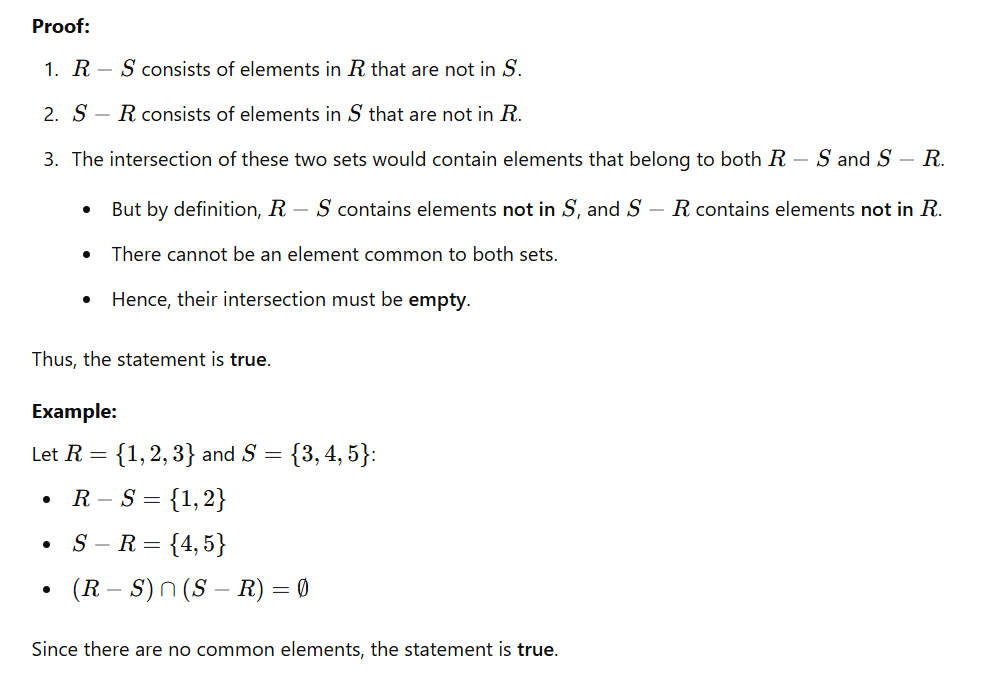 Proof:
1. R − S consists of elements in R that are not in S.
2. S − R consists of elements in S that are not in R.
3. The intersection of these two sets would contain elements that belong to both R − S and S − R.
• But by definition, R − S contains elements not in S, and S − R contains elements not in R.
• There cannot be an element common to both sets.
• Hence, their intersection must be empty.
Thus, the statement is true.
Example:
Let R = {1, 2, 3} and S = {3, 4, 5}:
• R − S = {1, 2}
• S − R = {4, 5}
• (R − S) ∩ (S − R) = ∅
Since there are no common elements, the statement is true.